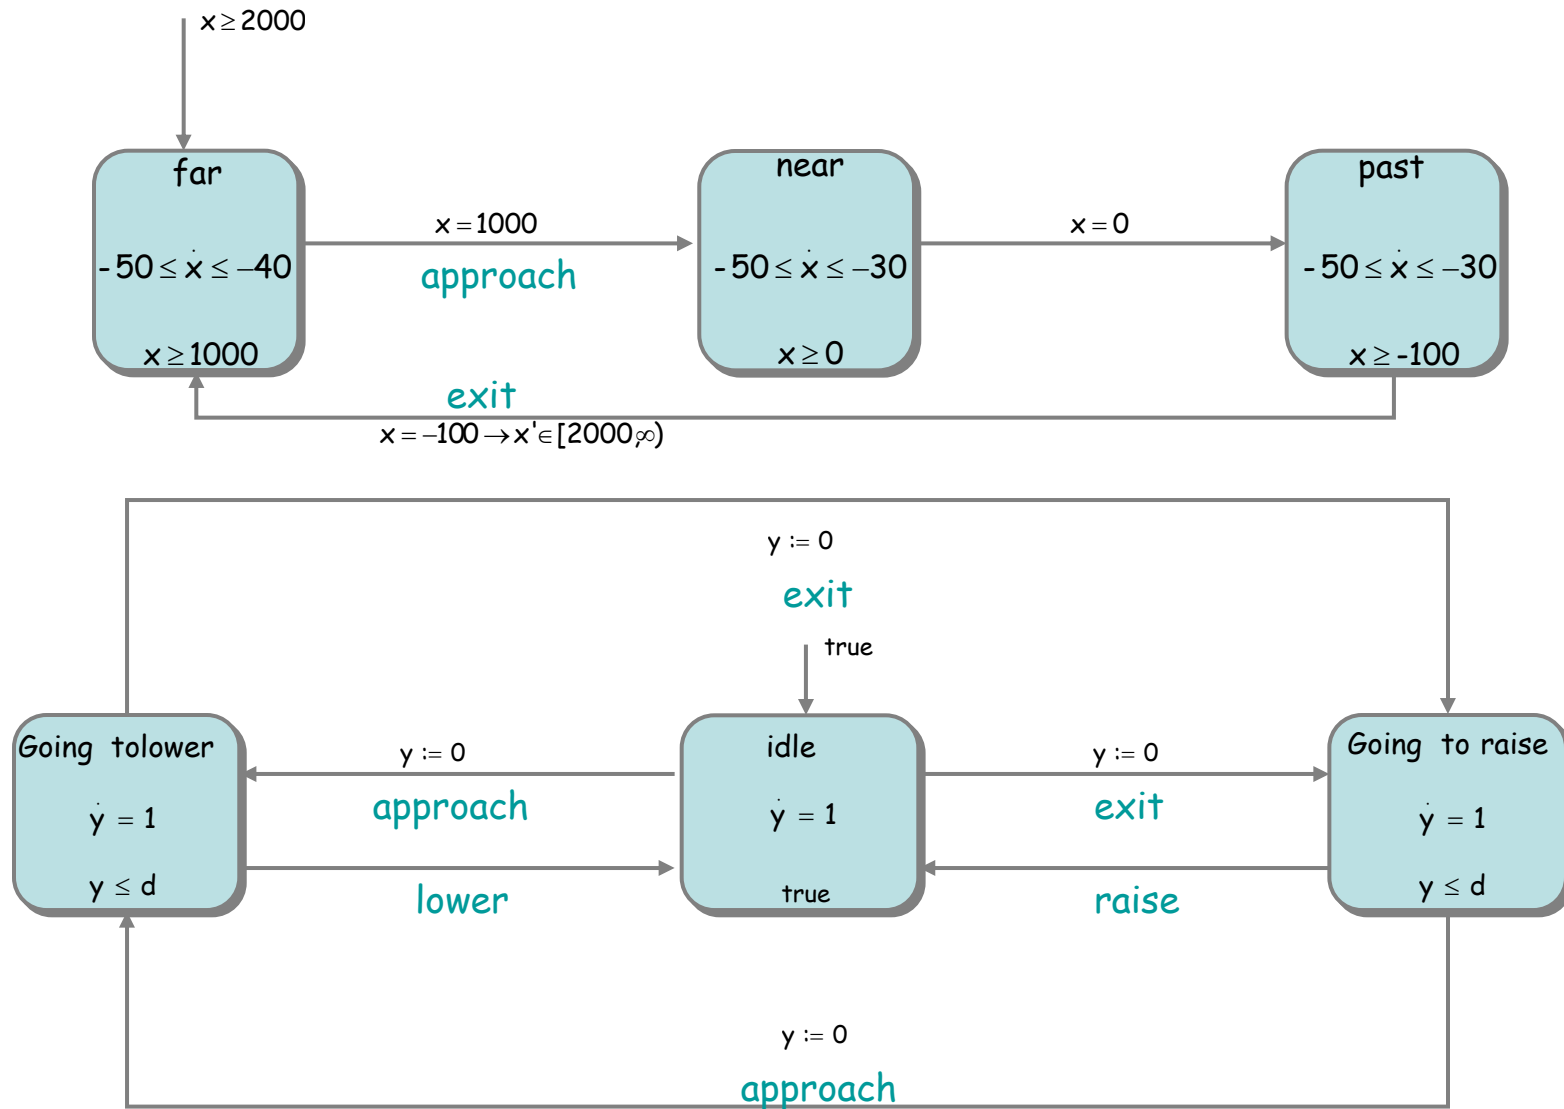 x ≥ 2000
far
near
past
x = 1000
x = 0
- 50 ≤ ẋ ≤ −40
approach
- 50 ≤ ẋ ≤ −30
- 50 ≤ ẋ ≤ −30
x ≥ 1000
x ≥ 0
x ≥ -100
exit
x = −100 → x' ∈ [2000,∞)
y := 0
exit
true
Going tolower
y := 0
idle
y := 0
Going to raise
ẏ = 1
approach
ẏ = 1
exit
ẏ = 1
y ≤ d
lower
true
raise
y ≤ d
y := 0
approach